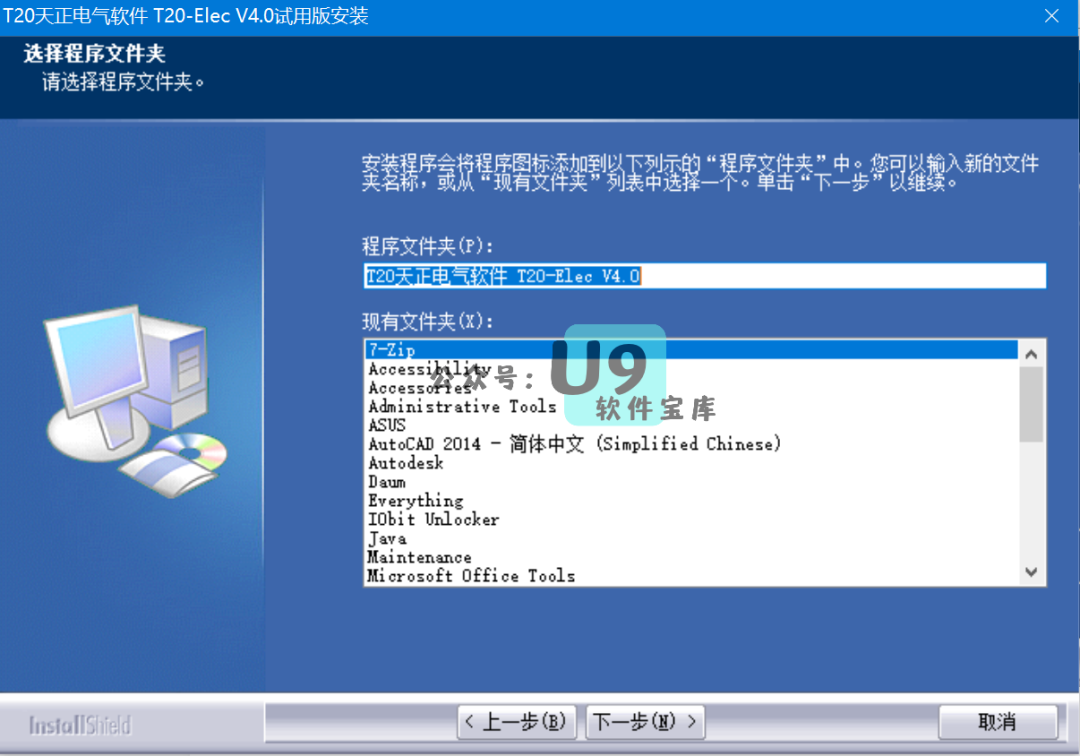 T20天正电气软件 T20-Elec V4.0试用版安装
选择程序文件夹
请选择程序文件夹。
安装程序会将程序图标添加到以下列示的“程序文件夹”中。您可以输入新的文件
夹名称，或从“现有文件夹”列表中选择一个。单击“下一步”以继续。
程序文件夹(P)：
T20天正电气软件 T20-Elec V4.0
现有文件夹(X)：
7-Zip
Accessibility
Accessories
Administrative Tools
ASUS
AutoCAD 2014 - 简体中文 (Simplified Chinese)
Autodesk
Daum
Everything
IObit Unlocker
Java
Maintenance
Microsoft Office Tools
公众号：
U9
软件宝库
InstallShield
< 上一步(B)
下一步(N) >
取消